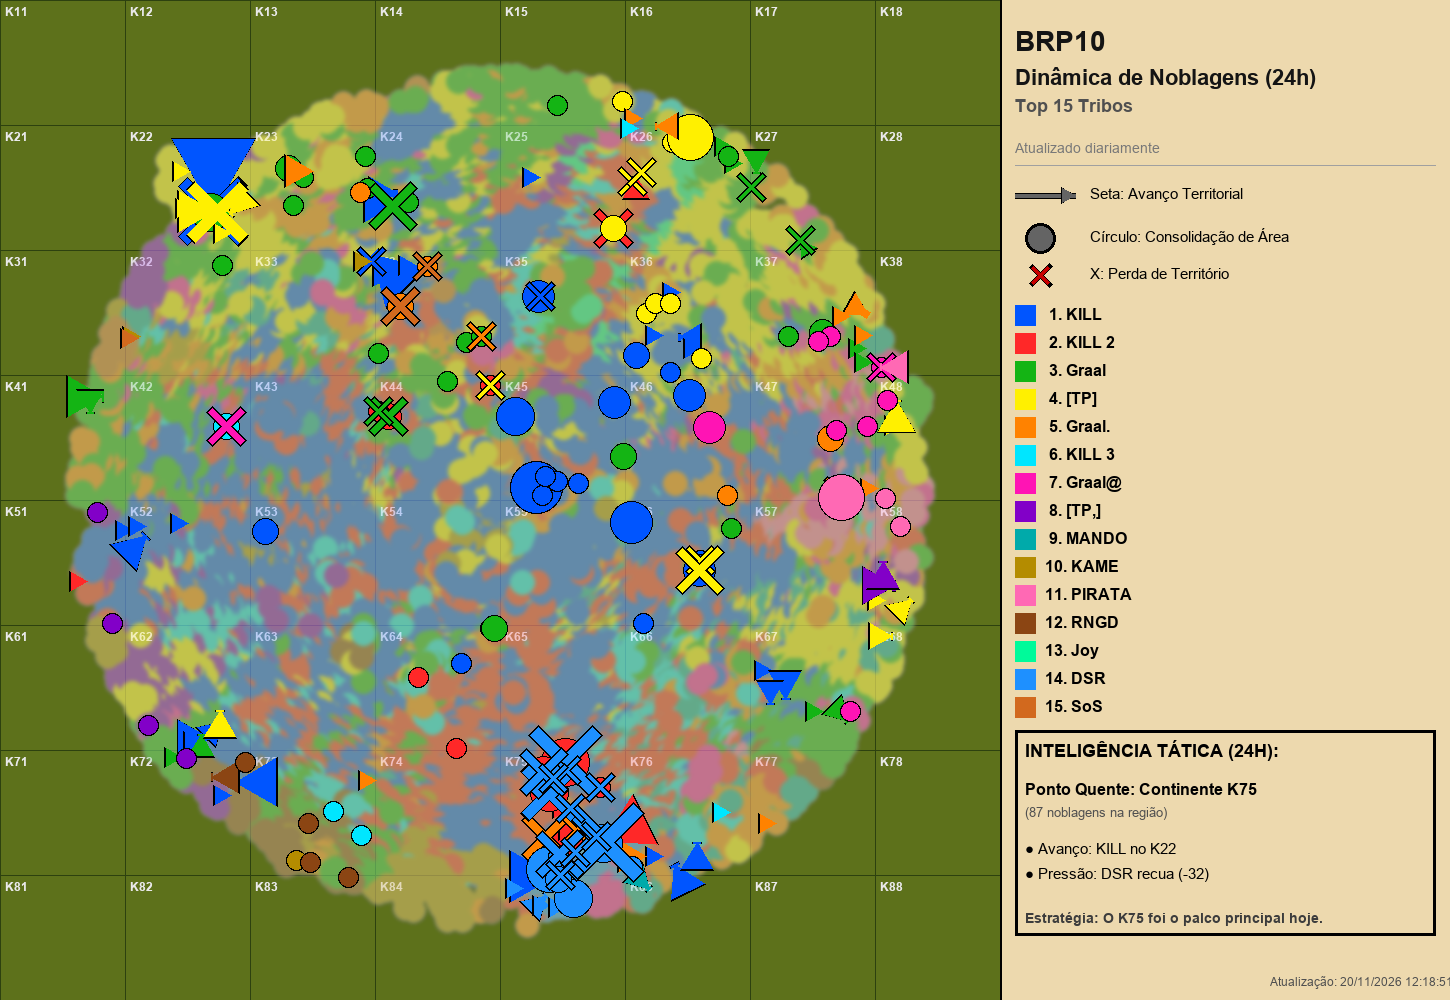 K11 K12 K13 K14 K15 K16 K17 K18
K21 K22 K23 K24 K25 K26 K27 K28
K31 K32 K33 K35 K37 K38
K41 K42 K43 K44 K45 K46 K47 K48
K51 K52 K53 K54 K58
K61 K62 K63 K64 K65 K66 K67
K71 K72 K74 K76 K77 K78
K81 K82 K83 K84 K87 K88
BRP10
Dinâmica de Noblagens (24h)
Top 15 Tribos
Atualizado diariamente
Seta: Avanço Territorial
Círculo: Consolidação de Área
X: Perda de Território
1. KILL
2. KILL 2
3. Graal
4. [TP]
5. Graal.
6. KILL 3
7. Graal@
8. [TP,]
9. MANDO
10. KAME
11. PIRATA
12. RNGD
13. Joy
14. DSR
15. SoS
INTELIGÊNCIA TÁTICA (24H):
Ponto Quente: Continente K75
(87 noblagens na região)
● Avanço: KILL no K22
● Pressão: DSR recua (-32)
Estratégia: O K75 foi o palco principal hoje.
Atualização: 20/11/2026 12:18:51